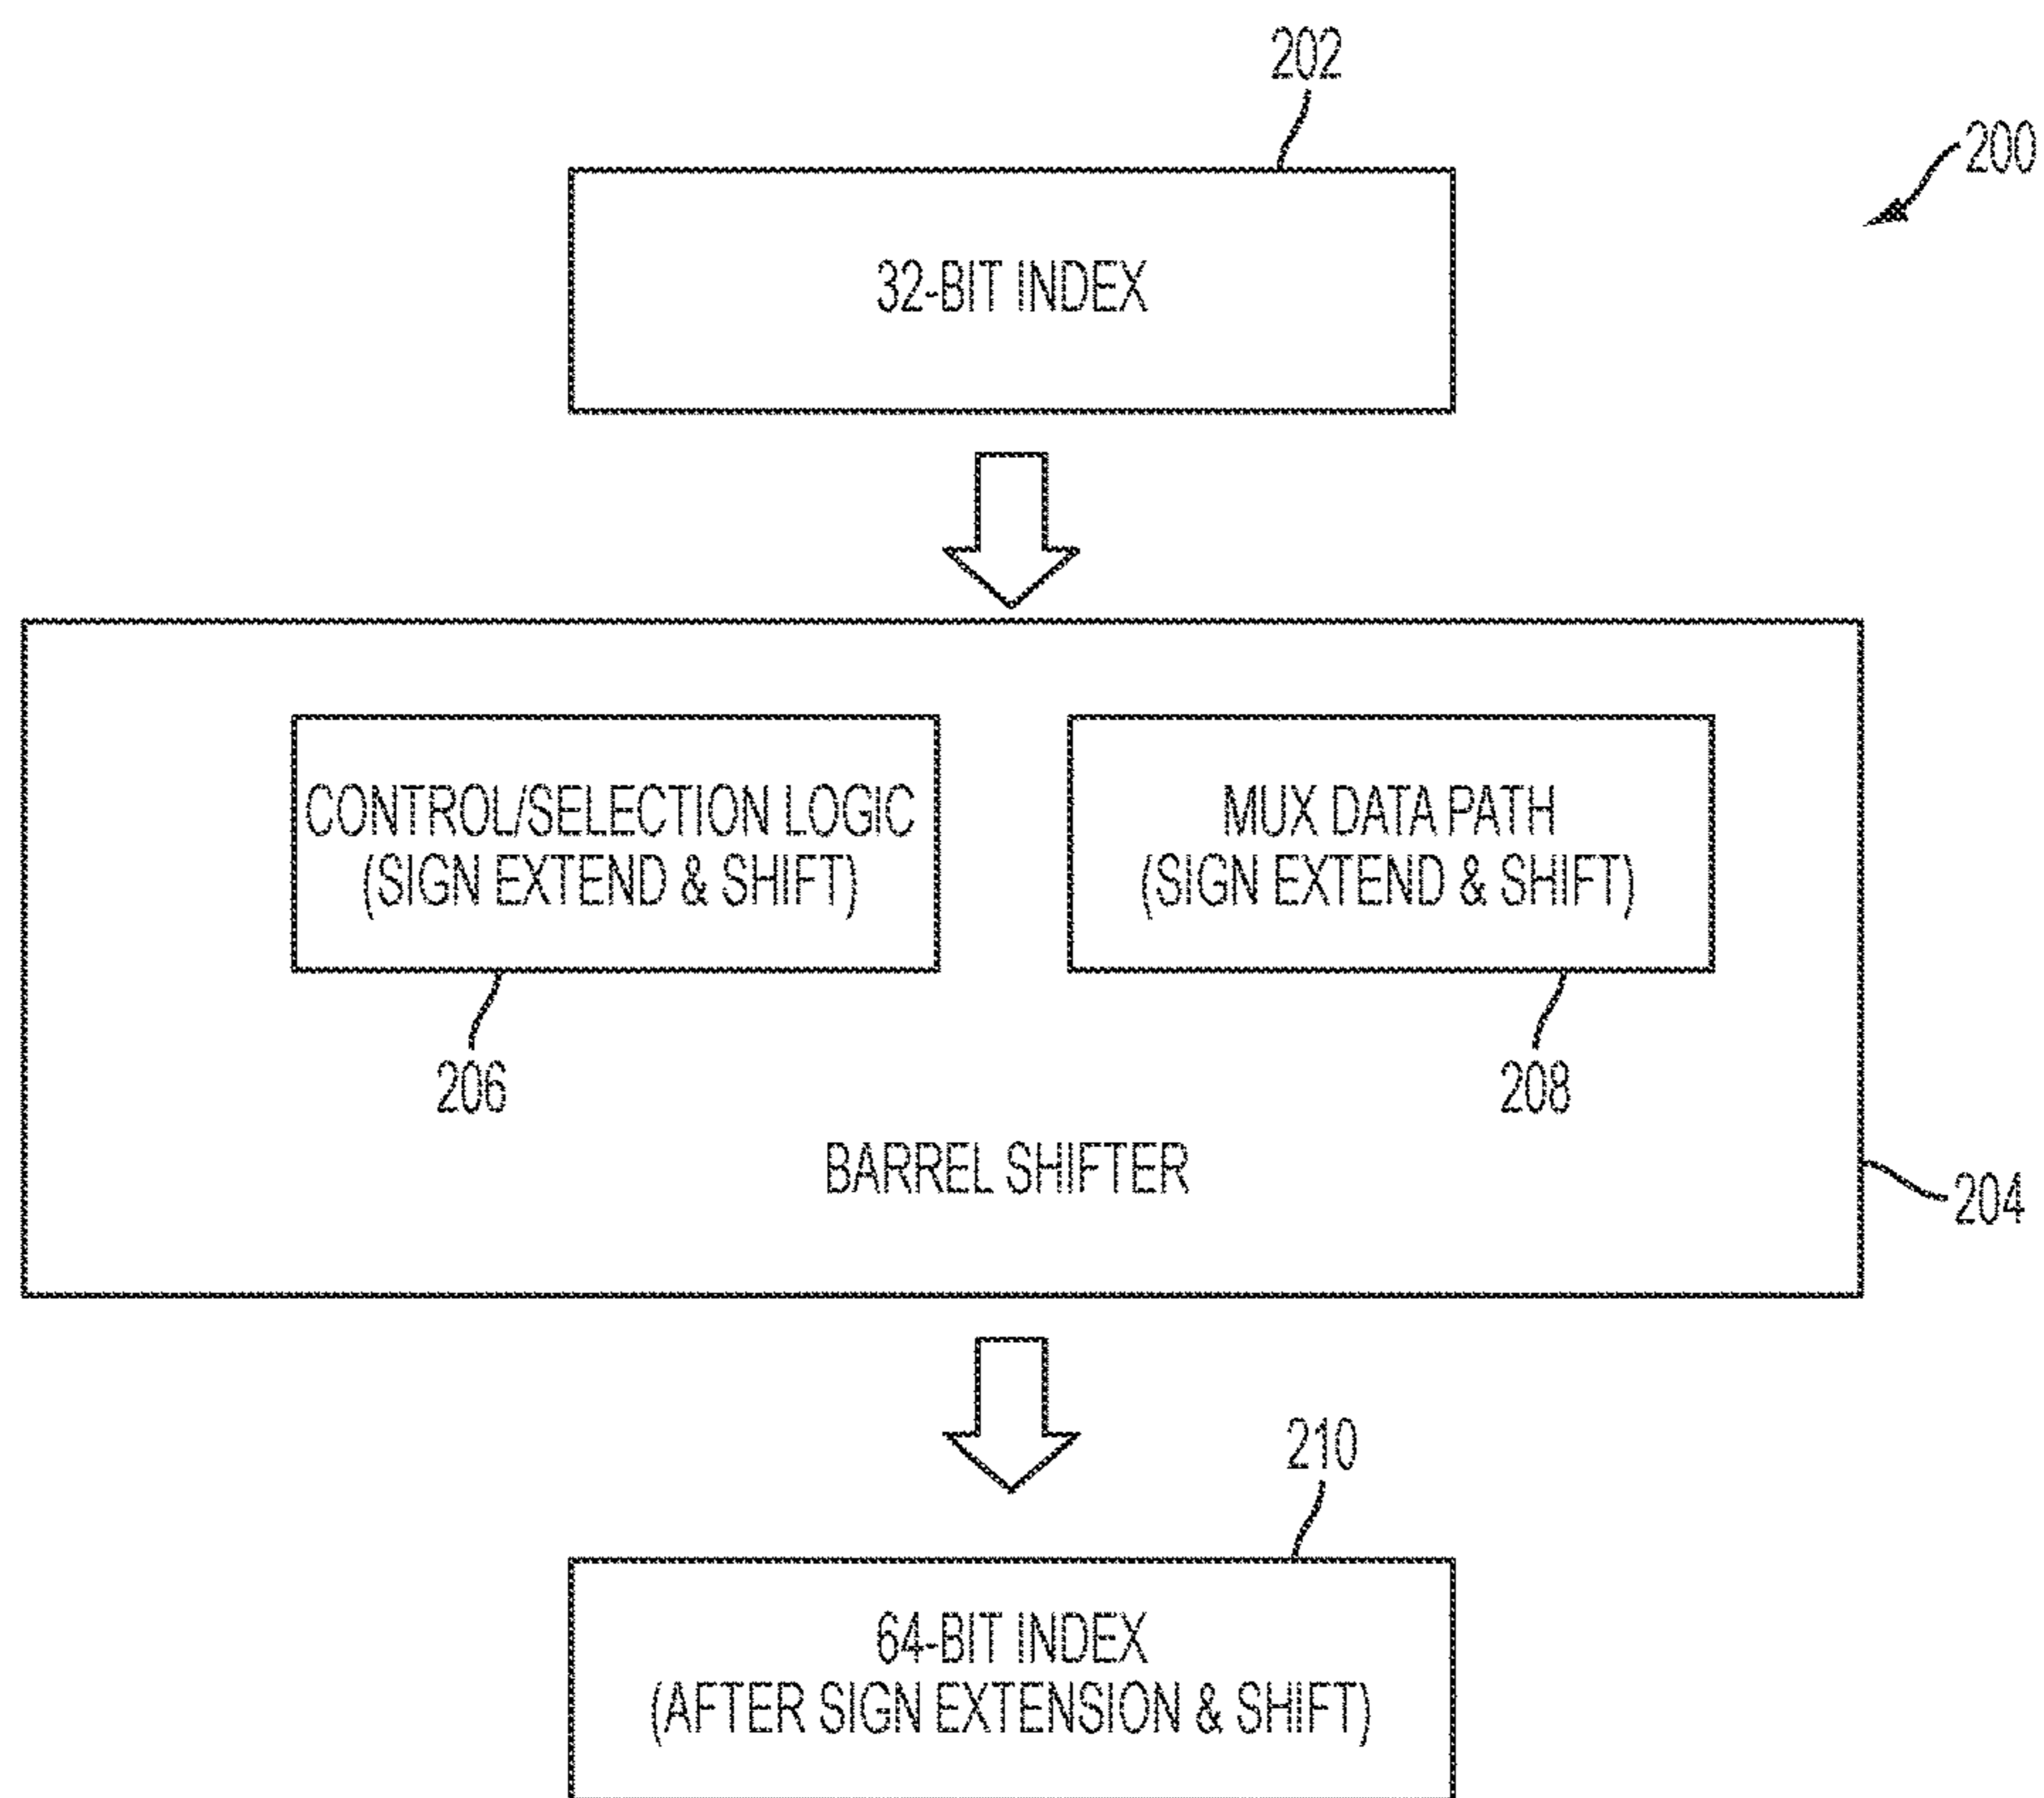 202
200
32-BIT INDEX
CONTROL/SELECTION LOGIC
(SIGN EXTEND & SHIFT)
MUX DATA PATH
(SIGN EXTEND & SHIFT)
206
208
BARREL SHIFTER
204
210
64-BIT INDEX
(AFTER SIGN EXTENSION & SHIFT)